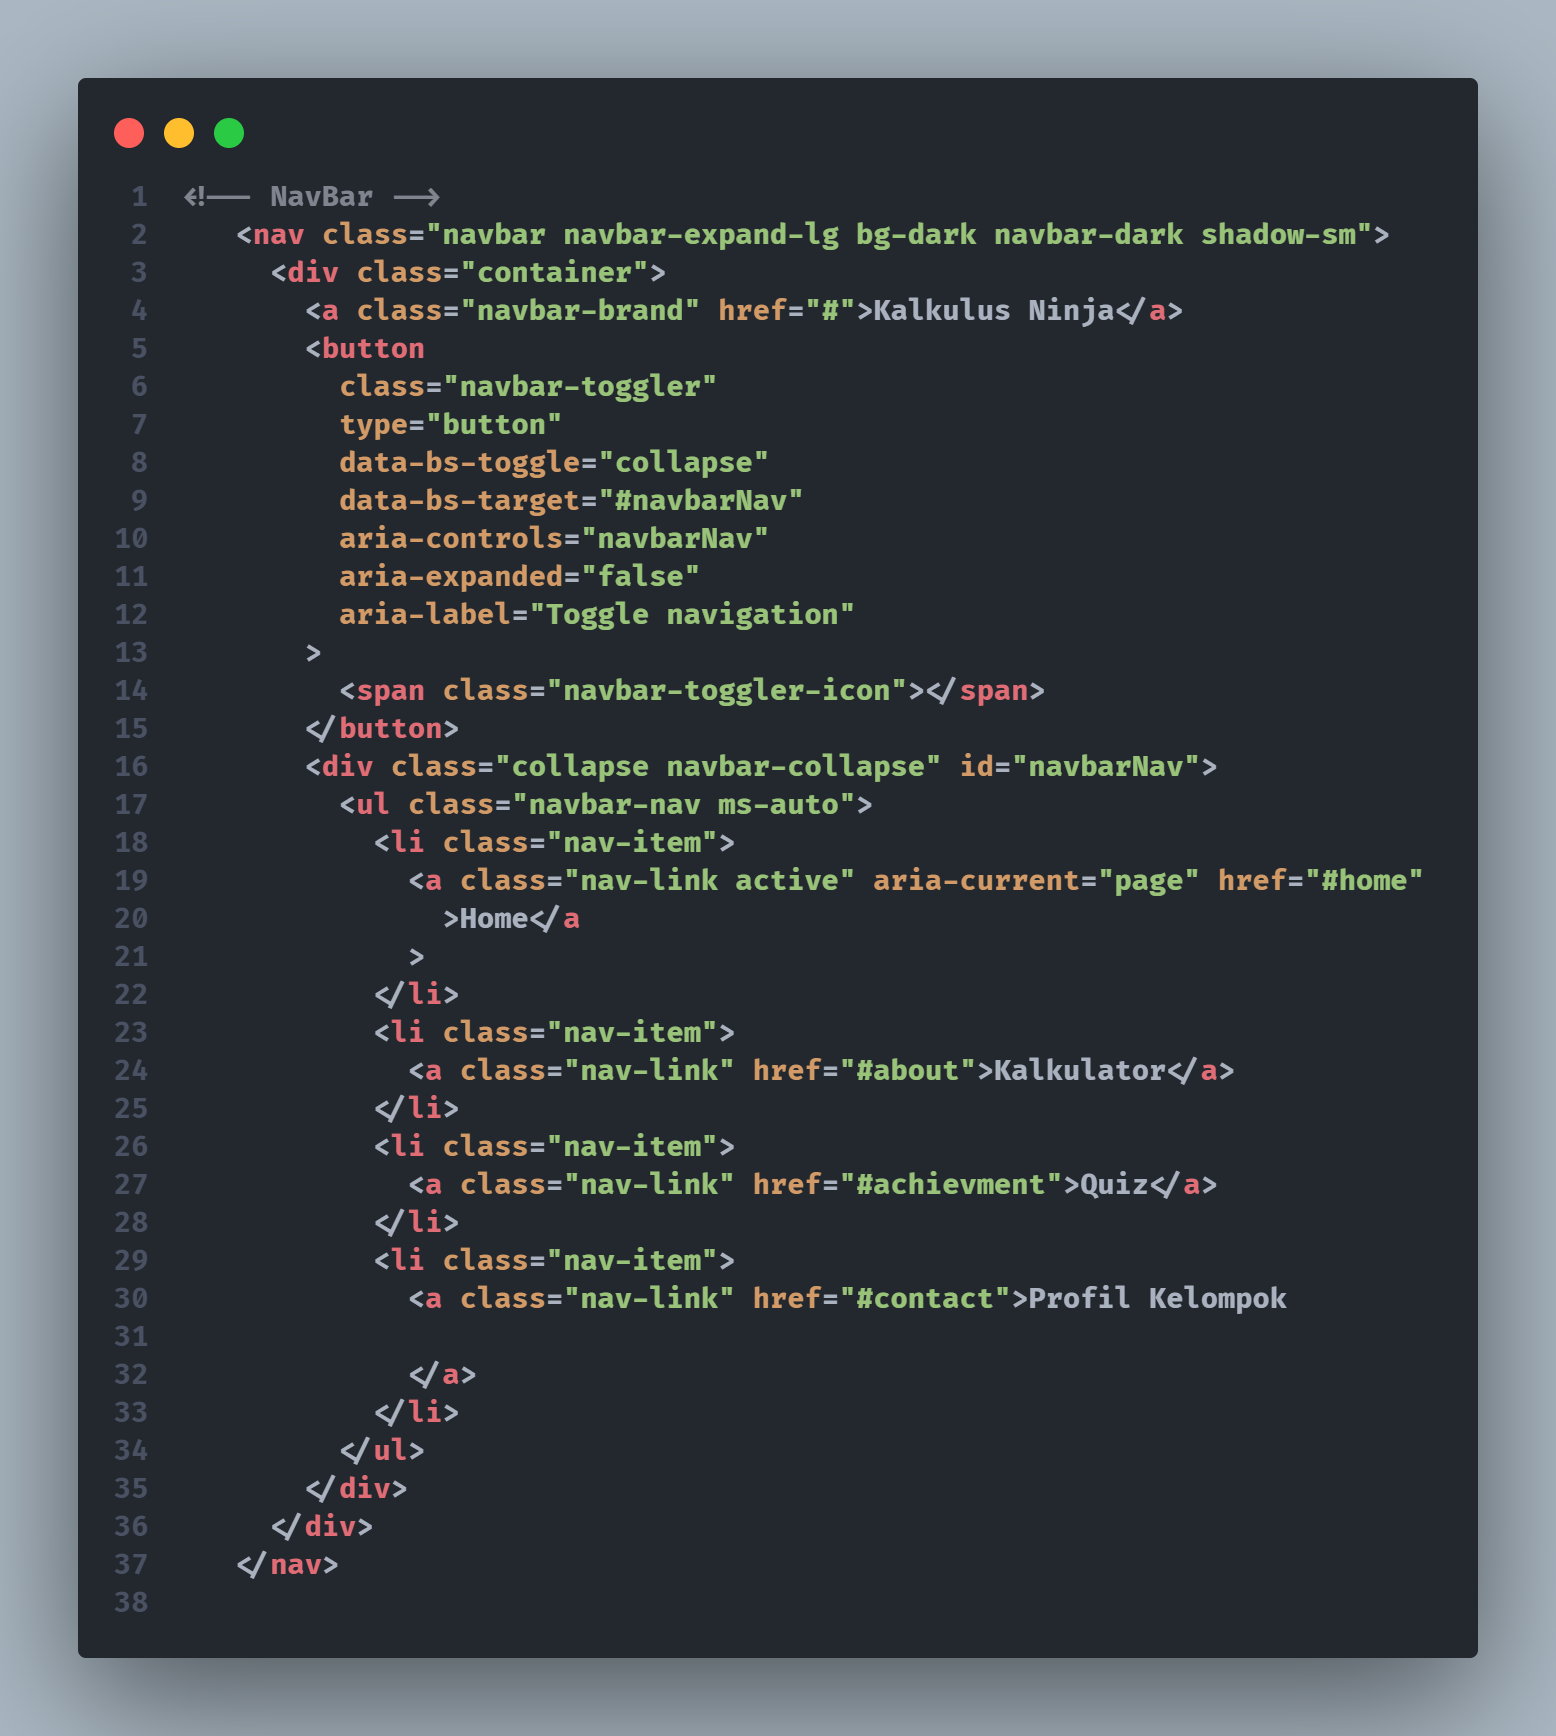 1 <!-- NavBar -->
2    <nav class="navbar navbar-expand-lg bg-dark navbar-dark shadow-sm">
3      <div class="container">
4        <a class="navbar-brand" href="#">Kalkulus Ninja</a>
5        <button
6          class="navbar-toggler"
7          type="button"
8          data-bs-toggle="collapse"
9          data-bs-target="#navbarNav"
10          aria-controls="navbarNav"
11          aria-expanded="false"
12          aria-label="Toggle navigation"
13        >
14          <span class="navbar-toggler-icon"></span>
15        </button>
16        <div class="collapse navbar-collapse" id="navbarNav">
17          <ul class="navbar-nav ms-auto">
18            <li class="nav-item">
19              <a class="nav-link active" aria-current="page" href="#home"
20                >Home</a
21              >
22            </li>
23            <li class="nav-item">
24              <a class="nav-link" href="#about">Kalkulator</a>
25            </li>
26            <li class="nav-item">
27              <a class="nav-link" href="#achievment">Quiz</a>
28            </li>
29            <li class="nav-item">
30              <a class="nav-link" href="#contact">Profil Kelompok
31
32              </a>
33            </li>
34          </ul>
35        </div>
36      </div>
37    </nav>
38